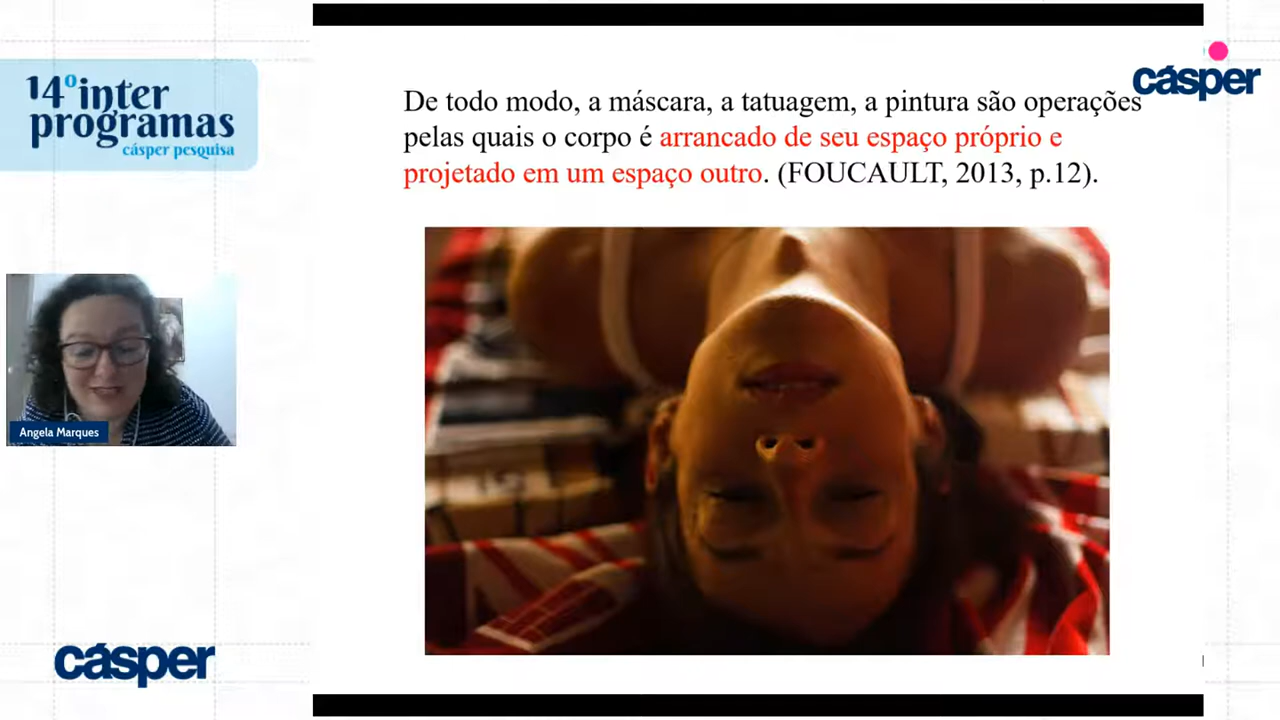 14º inter
programas
cásper pesquisa
cásper
De todo modo, a máscara, a tatuagem, a pintura são operações
pelas quais o corpo é arrancado de seu espaço próprio e
projetado em um espaço outro. (FOUCAULT, 2013, p.12).
Angela Marques
cásper